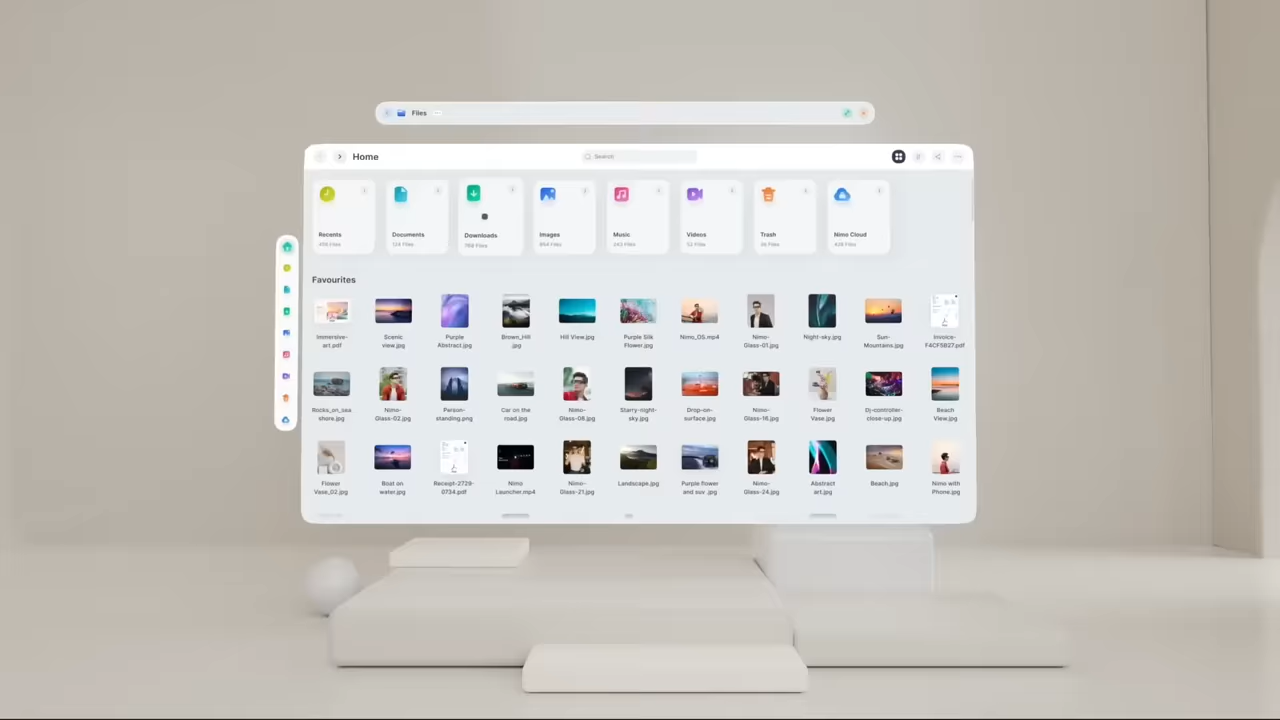 Files
Home
Search
Recents
Documents
Downloads
Images
Music
Videos
Trash
Nimo Cloud
124 Files
52 Files
Favourites
Immersive-
art.pdf
Scenic
view.jpg
Purple
Abstract.jpg
Brown_Hill
.jpg
Hill View.jpg
Purple Silk
Flower.jpg
Nimo_OS.mp4
Nimo-
Glass-01.jpg
Night-sky.jpg
Sun-
Mountains.jpg
Invoice-
F4CF5B27.pdf
Rocks_on_sea
shore.jpg
Nimo-
Glass-02.jpg
Person-
standing.png
Car on the
road.jpg
Nimo-
Glass-08.jpg
Starry-night-
sky.jpg
Drop-on-
surface.jpg
Nimo-
Glass-16.jpg
Flower
Vase.jpg
Dj-controller-
close-up.jpg
Beach
View.jpg
Flower
Vase_02.jpg
Boat on
water.jpg
Receipt-2729-
0734.pdf
Nimo
Launcher.mp4
Nimo-
Glass-21.jpg
Landscape.jpg
Purple flower
and suv .jpg
Nimo-
Glass-24.jpg
Abstract
art.jpg
Beach.jpg
Nimo with
Phone.jpg